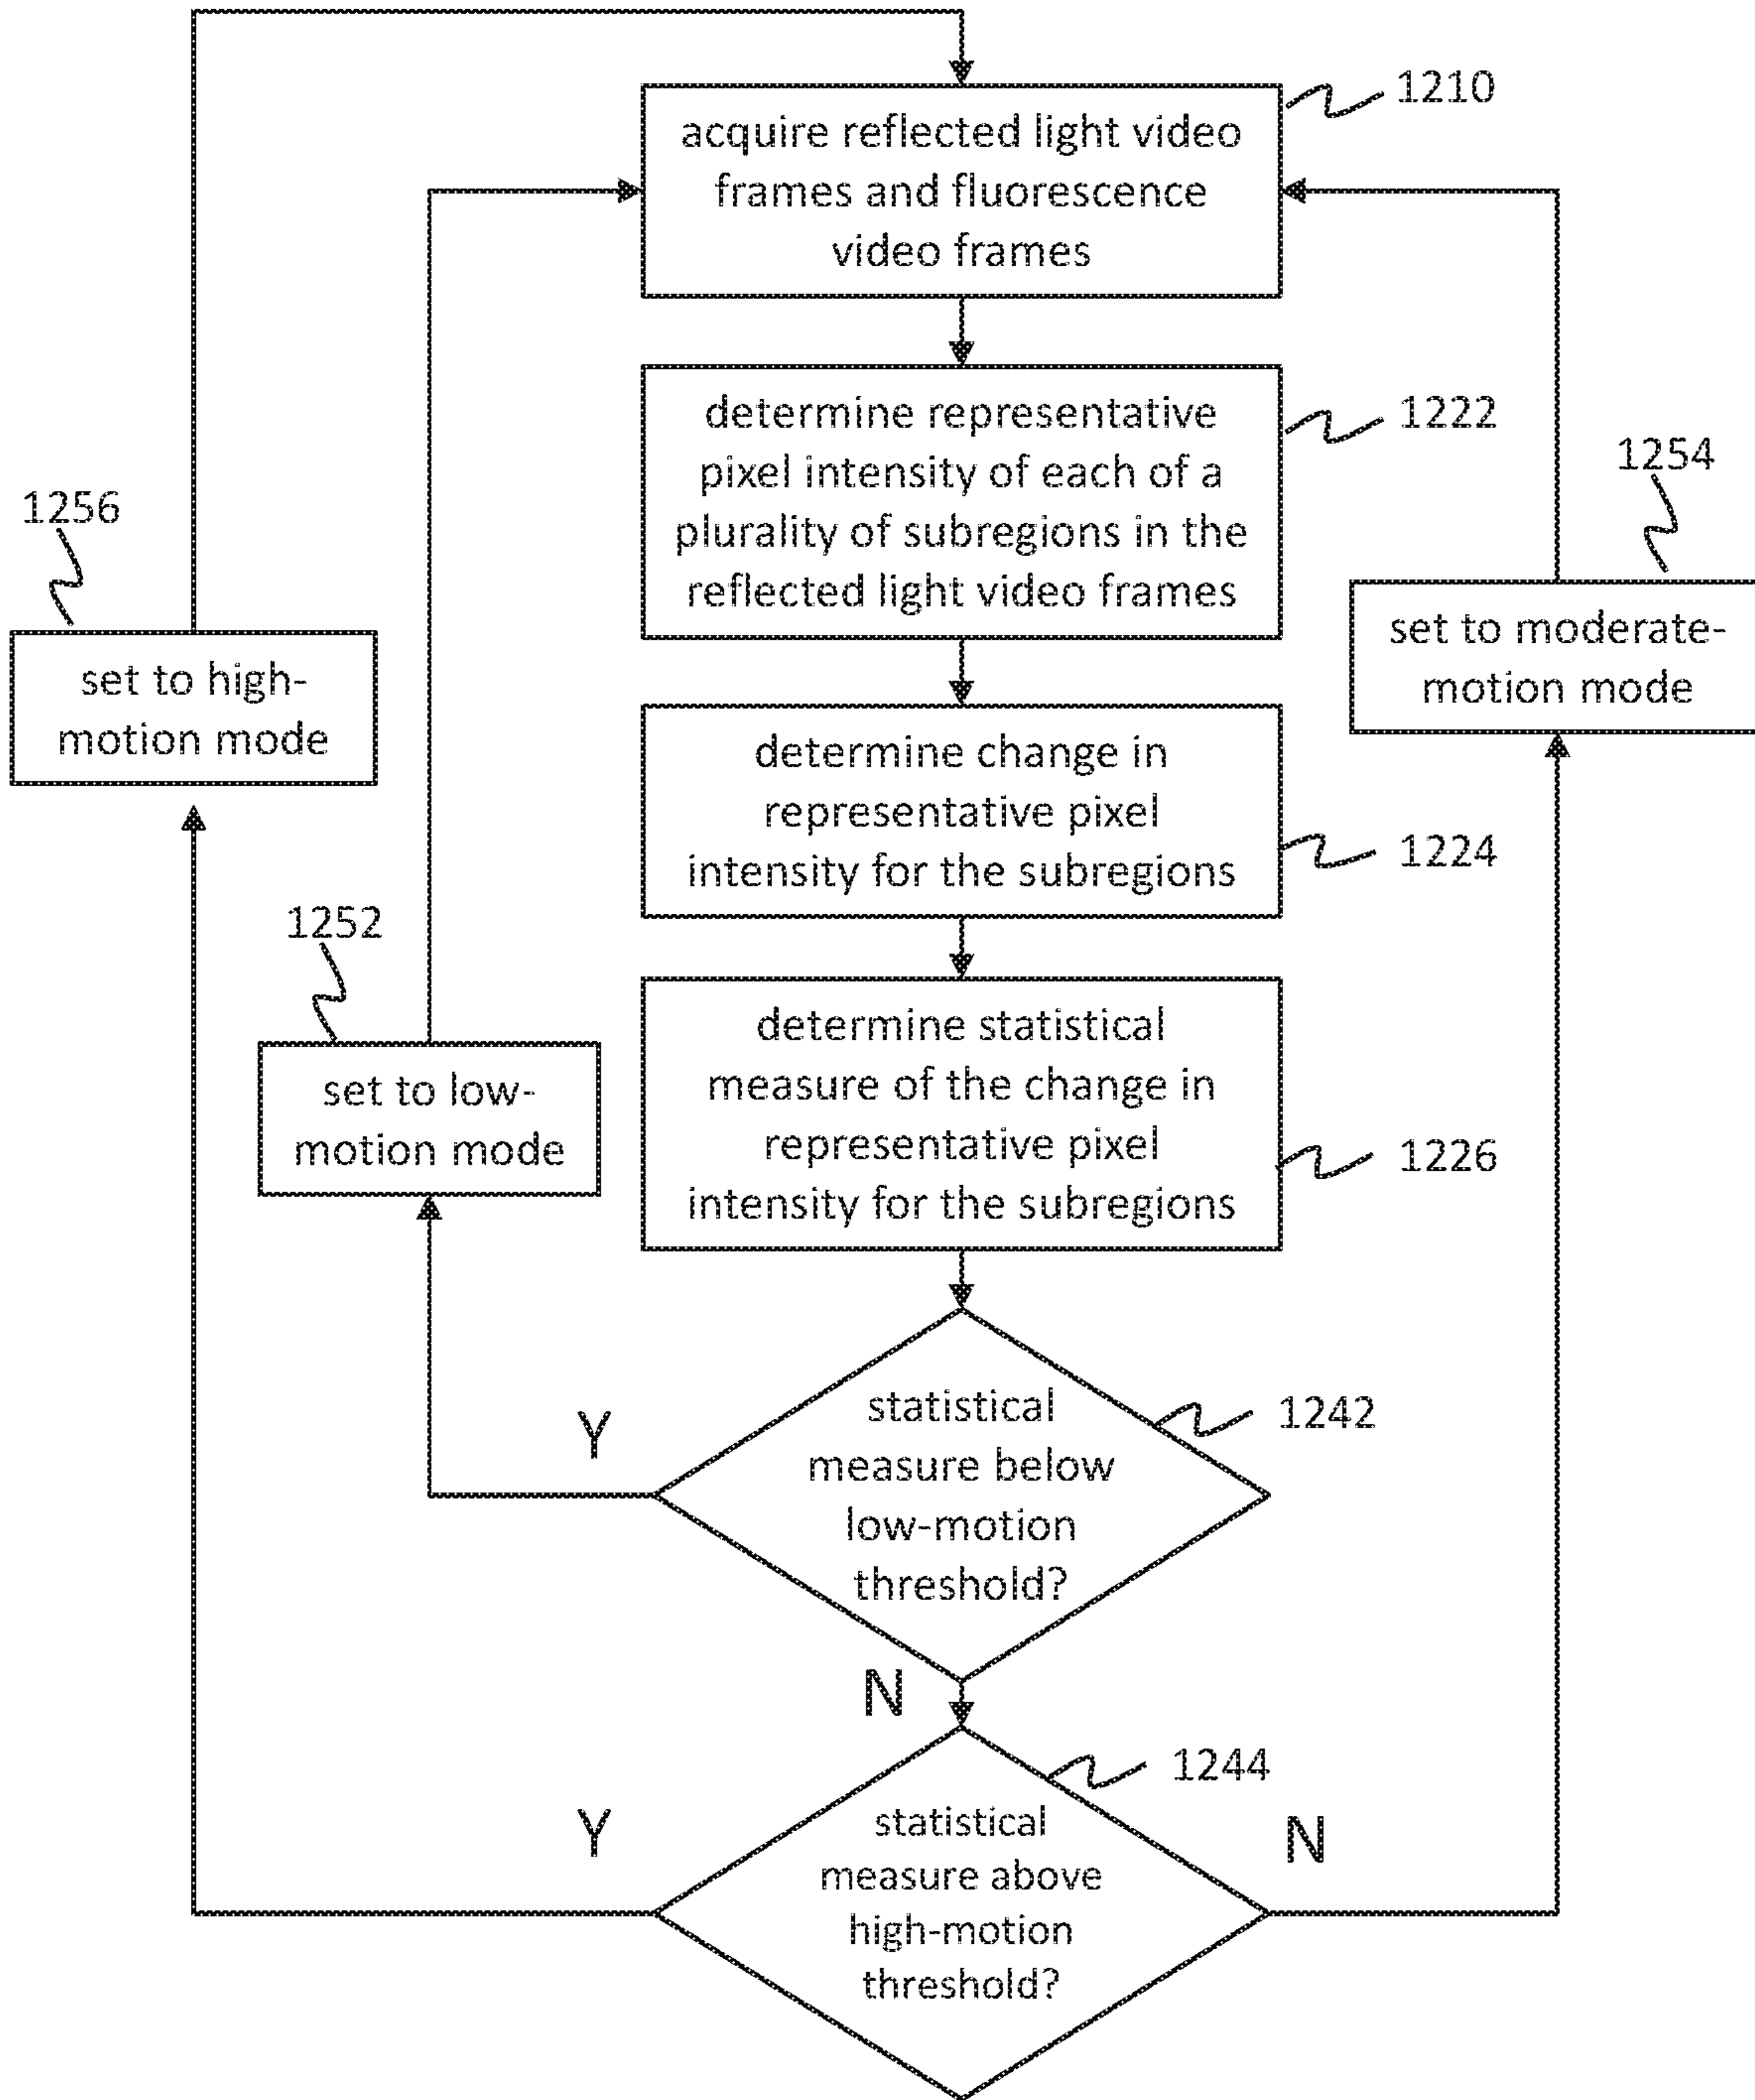 1210
acquire reflected light video
frames and fluorescence
video frames
1222
determine representative
pixel intensity of each of a
plurality of subregions in the
reflected light video frames
1254
set to moderate-
motion mode
1256
set to high-
motion mode
determine change in
representative pixel
intensity for the subregions
1224
1252
set to low-
motion mode
determine statistical
measure of the change in
representative pixel
intensity for the subregions
1226
Y
statistical
measure below
low-motion
threshold?
1242
N
1244
Y
statistical
measure above
high-motion
threshold?
N